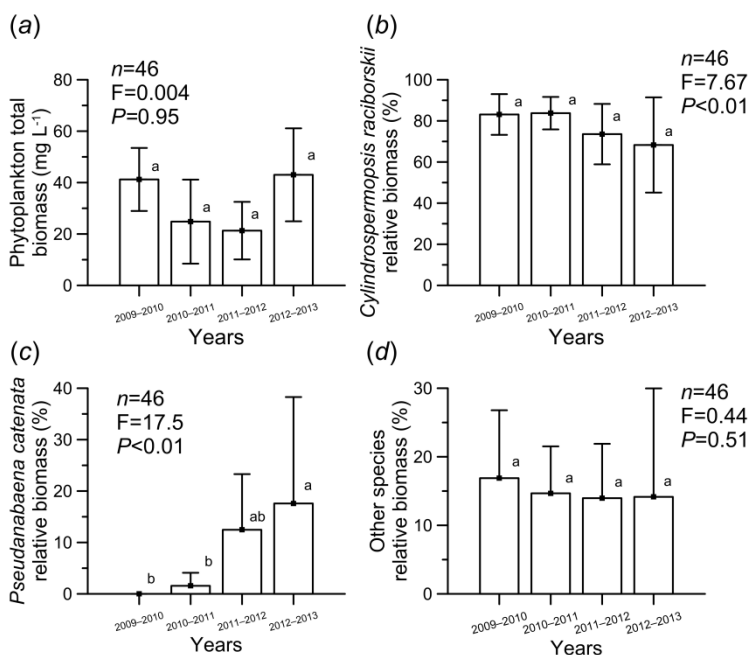 (a)
n=46
F=0.004
P=0.95
Phytoplankton total
biomass (mg L-1)
80
60
40
20
0
a
a
a
a
2009–2010
2010–2011
2011–2012
2012–2013
Years
(b)
n=46
F=7.67
P<0.01
Cylindrospermopsis raciborskii
relative biomass (%)
100
80
60
40
20
0
a
a
a
a
2009–2010
2010–2011
2011–2012
2012–2013
Years
(c)
n=46
F=17.5
P<0.01
Pseudanabaena catenata
relative biomass (%)
40
30
20
10
0
b
b
ab
a
2009–2010
2010–2011
2011–2012
2012–2013
Years
(d)
n=46
F=0.44
P=0.51
Other species
relative biomass (%)
30
20
15
10
0
a
a
a
a
2009–2010
2010–2011
2011–2012
2012–2013
Years